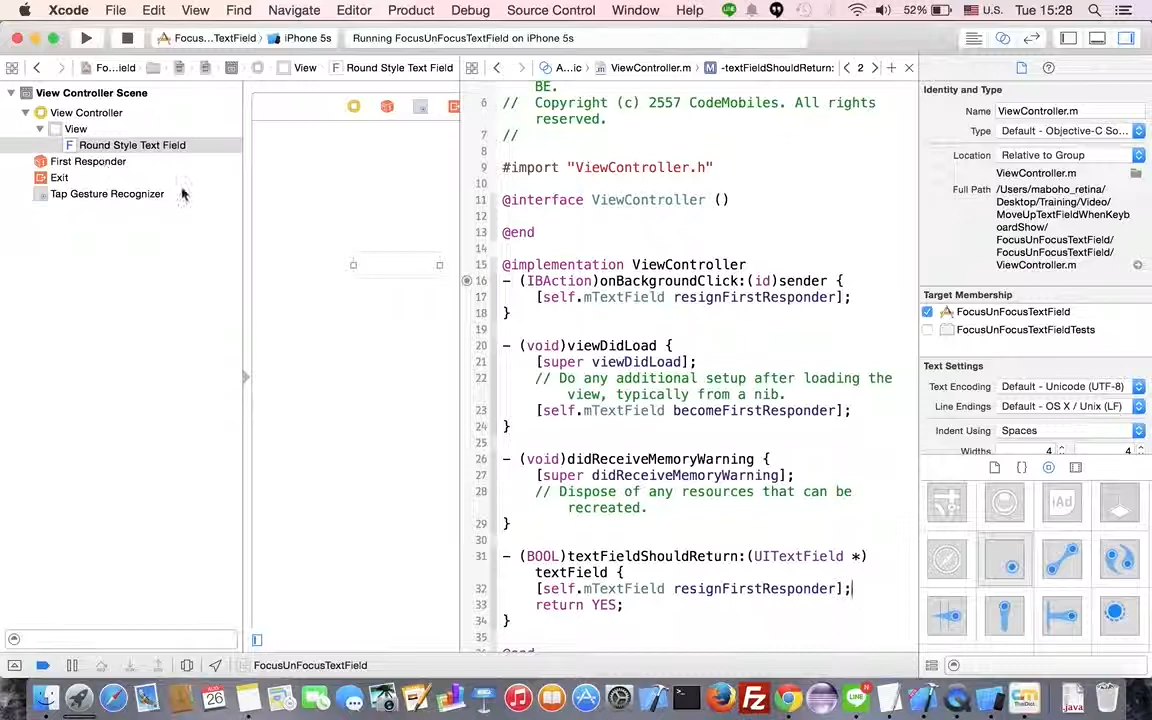 Xcode File Edit View Find Navigate Editor Product Debug Source Control Window Help 52% U.S. Tue 15:28
Focus...TextField iPhone 5s Running FocusUnFocusTextField on iPhone 5s
Fo...ield View F Round Style Text Field A...ic ViewController.m M -textFieldShouldReturn: 2
View Controller Scene
View Controller
View
F Round Style Text Field
First Responder
Exit
Tap Gesture Recognizer
BE.
6 // Copyright (c) 2557 CodeMobiles. All rights
reserved.
7 //
8
9 #import "ViewController.h"
10
11 @interface ViewController ()
12
13 @end
14
15 @implementation ViewController
16 - (IBAction)onBackgroundClick:(id)sender {
17 [self.mTextField resignFirstResponder];
18 }
19
20 - (void)viewDidLoad {
21 [super viewDidLoad];
22 // Do any additional setup after loading the
view, typically from a nib.
23 [self.mTextField becomeFirstResponder];
24 }
25
26 - (void)didReceiveMemoryWarning {
27 [super didReceiveMemoryWarning];
28 // Dispose of any resources that can be
recreated.
29 }
30
31 - (BOOL)textFieldShouldReturn:(UITextField *)
textField {
32 [self.mTextField resignFirstResponder];
33 return YES;
34 }
35
Identity and Type
Name ViewController.m
Type Default - Objective-C So...
Location Relative to Group
ViewController.m
Full Path /Users/maboho_retina/
Desktop/Training/Video/
MoveUpTextFieldWhenKeyb
oardShow/
FocusUnFocusTextField/
FocusUnFocusTextField/
ViewController.m
Target Membership
FocusUnFocusTextField
FocusUnFocusTextFieldTests
Text Settings
Text Encoding Default - Unicode (UTF-8)
Line Endings Default - OS X / Unix (LF)
Indent Using Spaces
Widths 4 4
iAd
FocusUnFocusTextField
26
FZ
LINE
.java